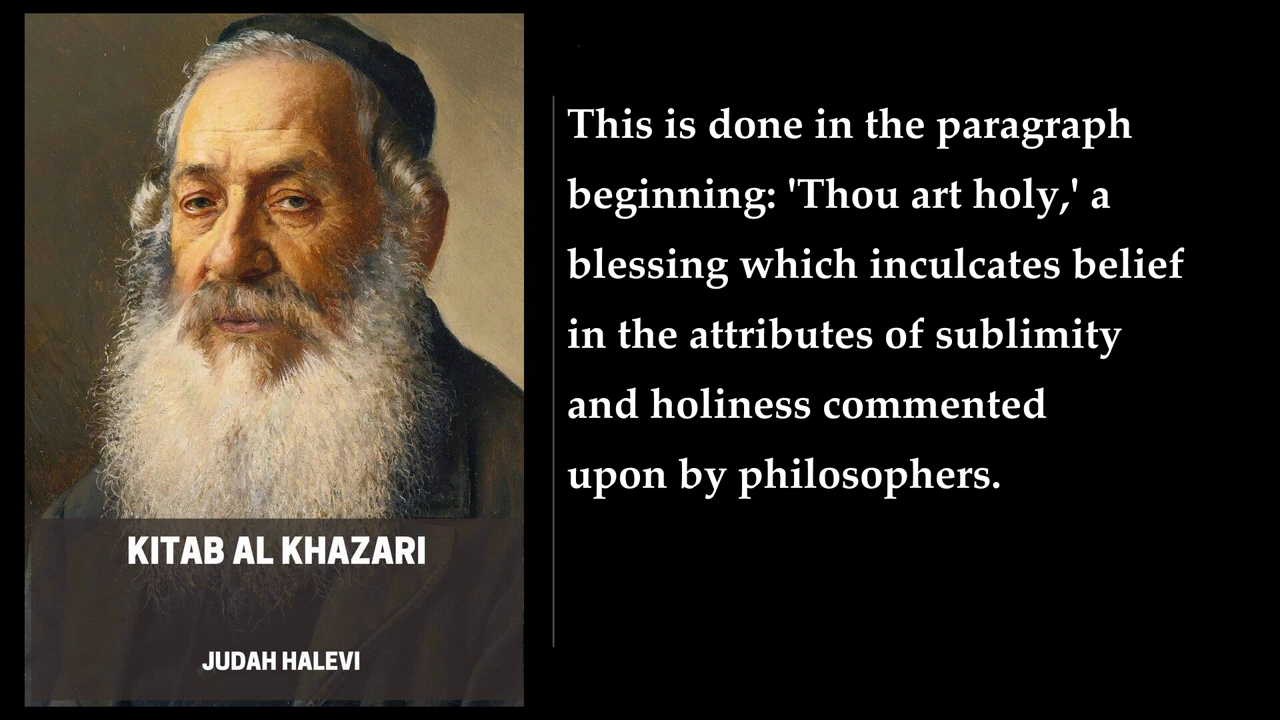 KITAB AL KHAZARI
JUDAH HALEVI
This is done in the paragraph
beginning: 'Thou art holy,' a
blessing which inculcates belief
in the attributes of sublimity
and holiness commented
upon by philosophers.